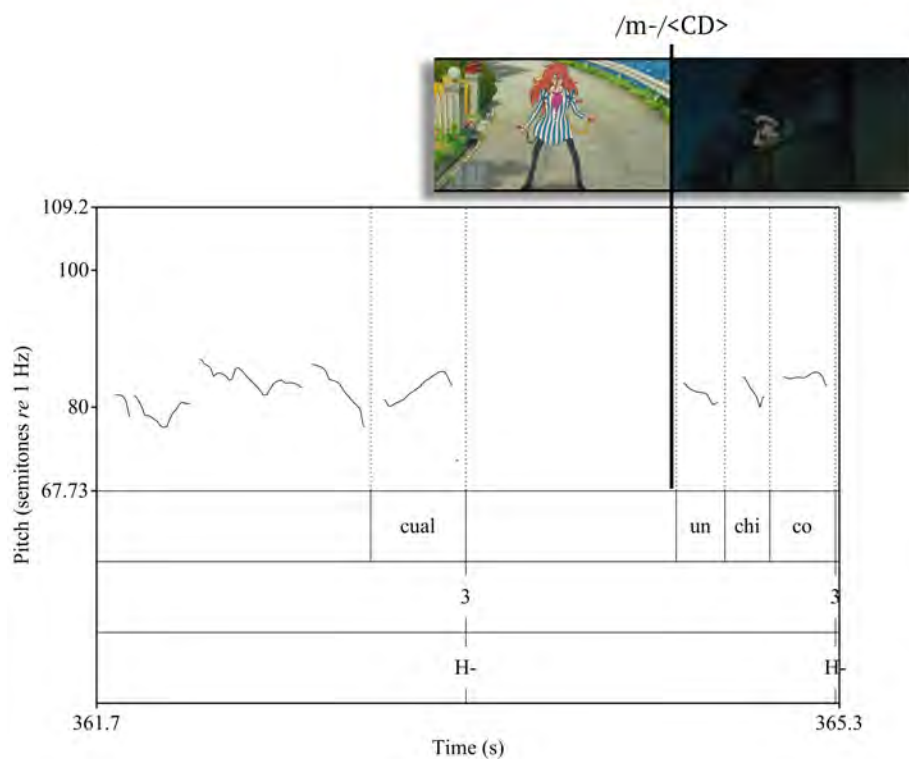 /m-/<CD>
109.2
100
80
67.73
Pitch (semitones re 1 Hz)
cual
un
chi
co
3
3
H-
H-
361.7
365.3
Time (s)